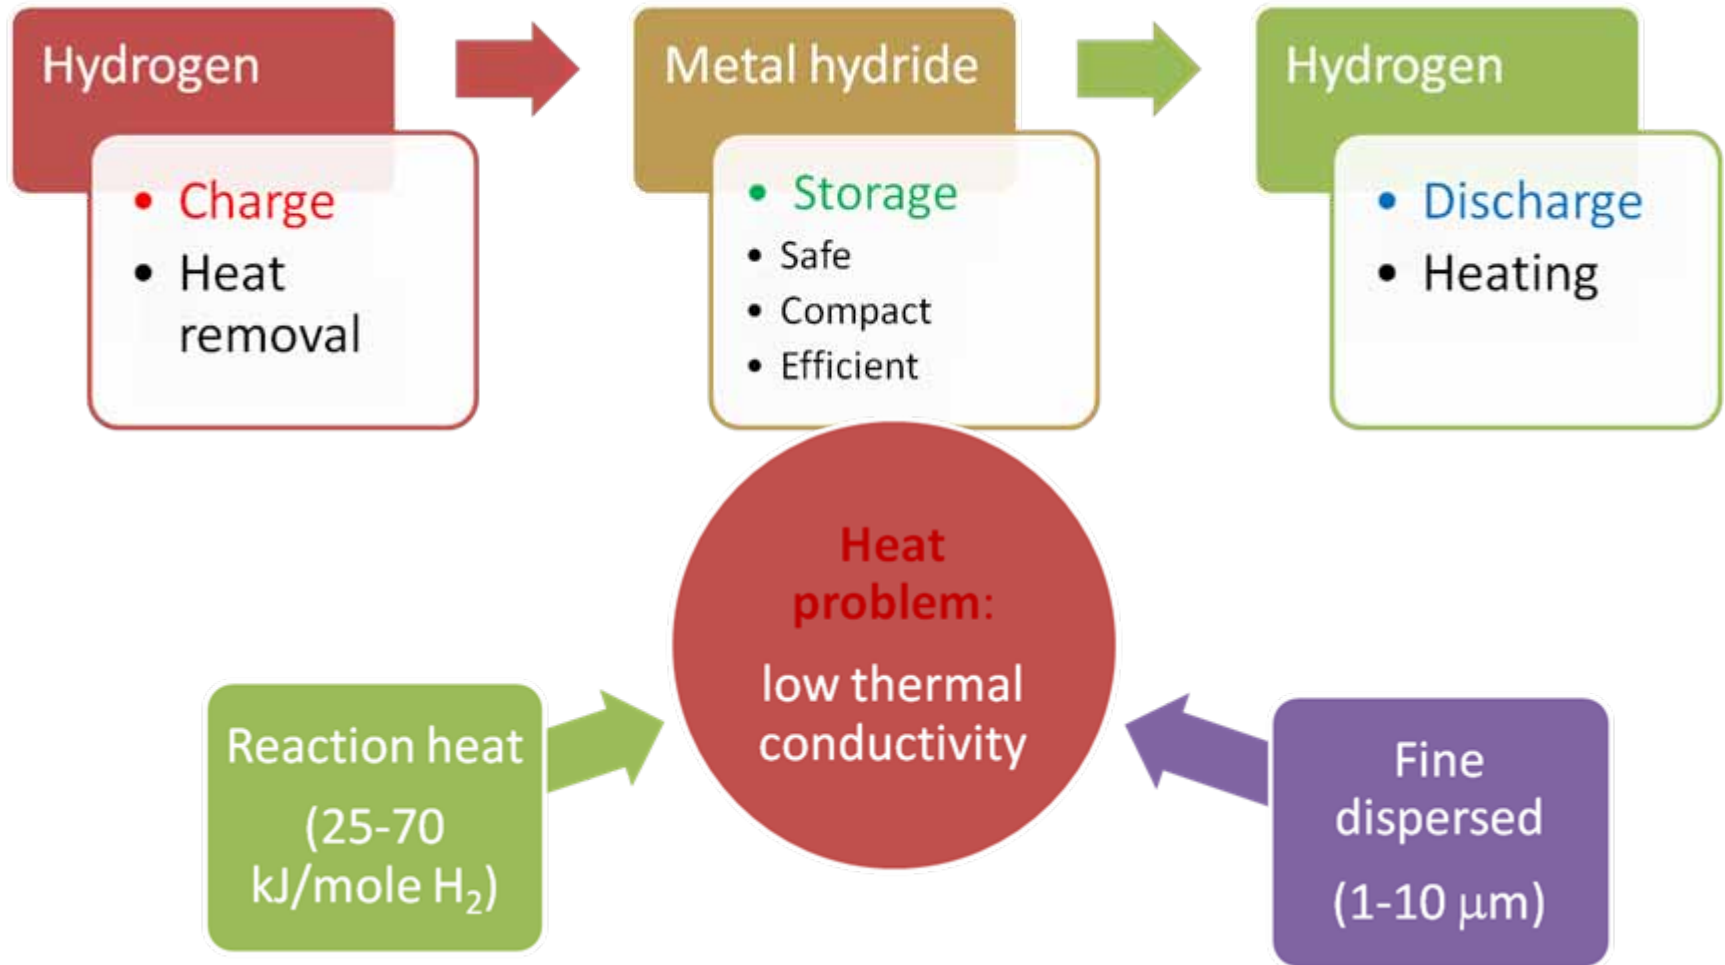 Hydrogen
• Charge
• Heat
removal
Metal hydride
• Storage
• Safe
• Compact
• Efficient
Hydrogen
• Discharge
• Heating
Heat
problem:
low thermal
conductivity
Reaction heat
(25-70
kJ/mole H₂)
Fine
dispersed
(1-10 μm)